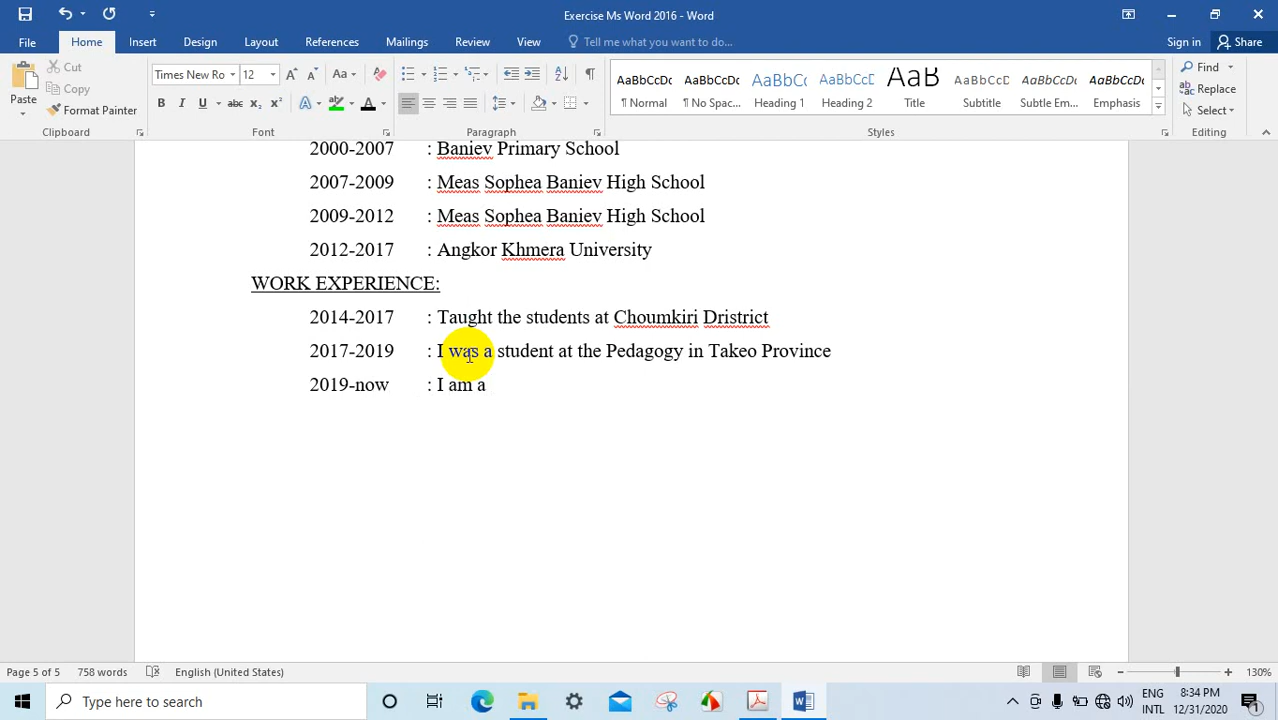 Exercise Ms Word 2016 - Word
File Home Insert Design Layout References Mailings Review View Tell me what you want to do... Sign in Share
Paste Cut Copy Format Painter
Times New Ro 12
AaBbCcDc AaBbCcDc AaBbCc AaBbCcD AaB AaBbCcD AaBbCcDc AaBbCcDc
¶ Normal ¶ No Spac... Heading 1 Heading 2 Title Subtitle Subtle Em... Emphasis
Find Replace Select
Clipboard Font Paragraph Styles Editing
2000-2007 : Baniev Primary School
2007-2009 : Meas Sophea Baniev High School
2009-2012 : Meas Sophea Baniev High School
2012-2017 : Angkor Khmera University
WORK EXPERIENCE:
2014-2017 : Taught the students at Choumkiri Dristrict
2017-2019 : I was a student at the Pedagogy in Takeo Province
2019-now : I am a
Page 5 of 5 758 words English (United States) 130%
Type here to search
ENG INTL
8:34 PM
12/31/2020